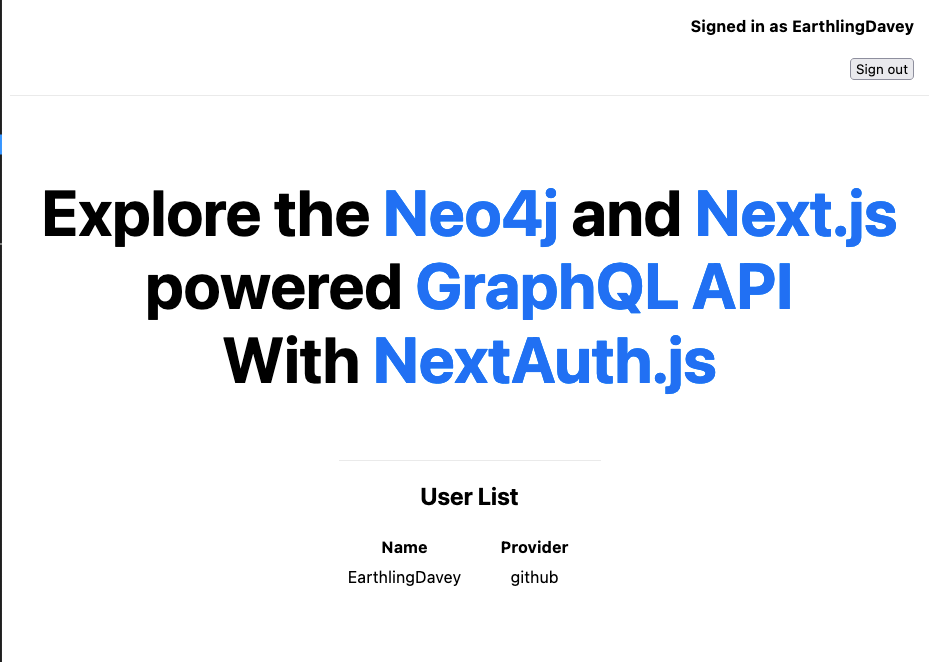 Signed in as EarthlingDavey
Sign out
Explore the Neo4j and Next.js
powered GraphQL API
With NextAuth.js
User List
Name Provider
EarthlingDavey github